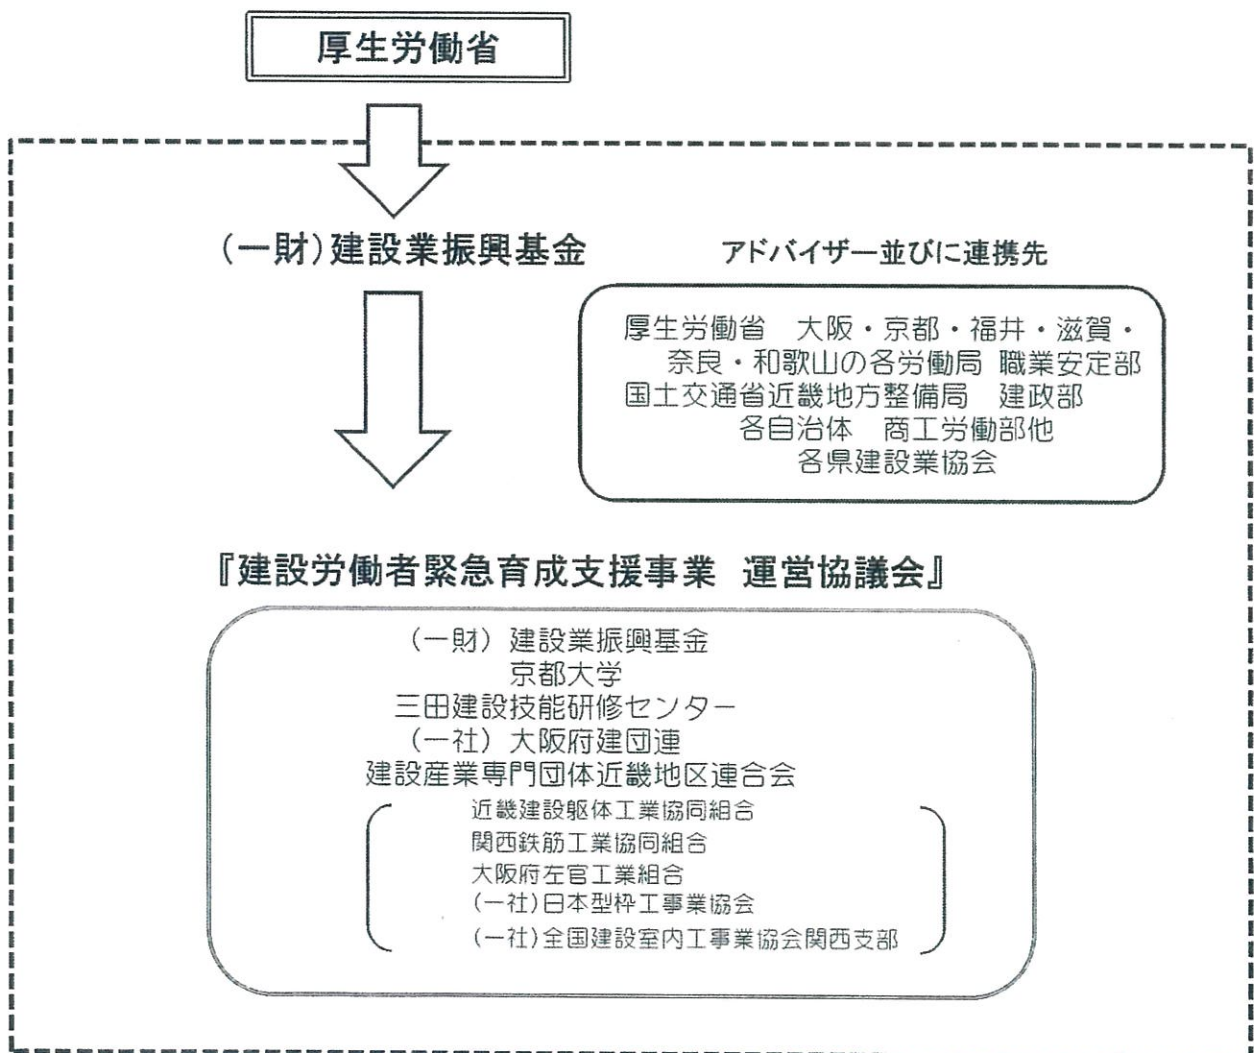 厚生労働省
(一財)建設業振興基金
アドバイザー並びに連携先
厚生労働省　大阪・京都・福井・滋賀・
奈良・和歌山の各労働局 職業安定部
国土交通省近畿地方整備局　建政部
各自治体　商工労働部他
各県建設業協会
『建設労働者緊急育成支援事業 運営協議会』
(一財) 建設業振興基金
京都大学
三田建設技能研修センター
(一社) 大阪府建団連
建設産業専門団体近畿地区連合会
近畿建設躯体工業協同組合
関西鉄筋工業協同組合
大阪府左官工業組合
(一社)日本型枠工事業協会
(一社)全国建設室内工事業協会関西支部